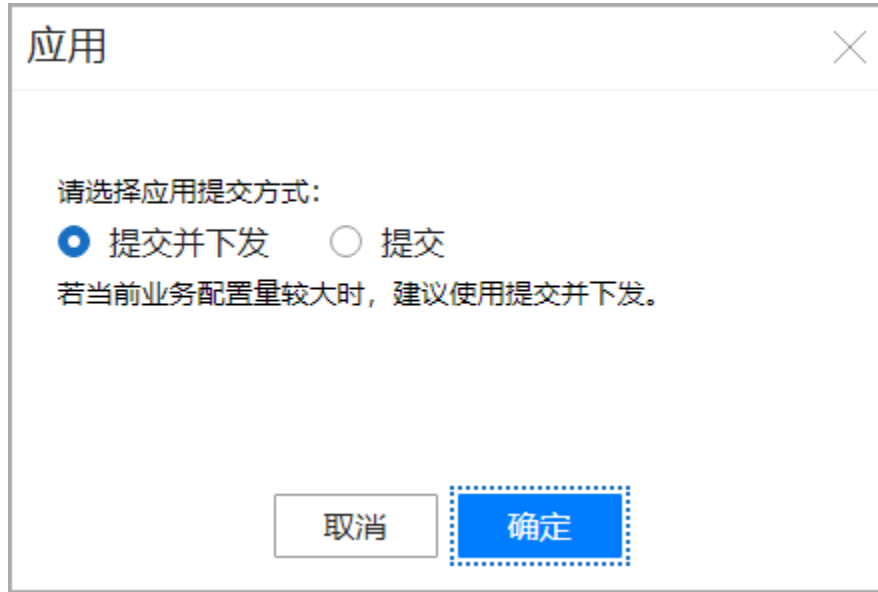 应用
请选择应用提交方式：
提交并下发 提交
若当前业务配置量较大时，建议使用提交并下发。
取消 确定